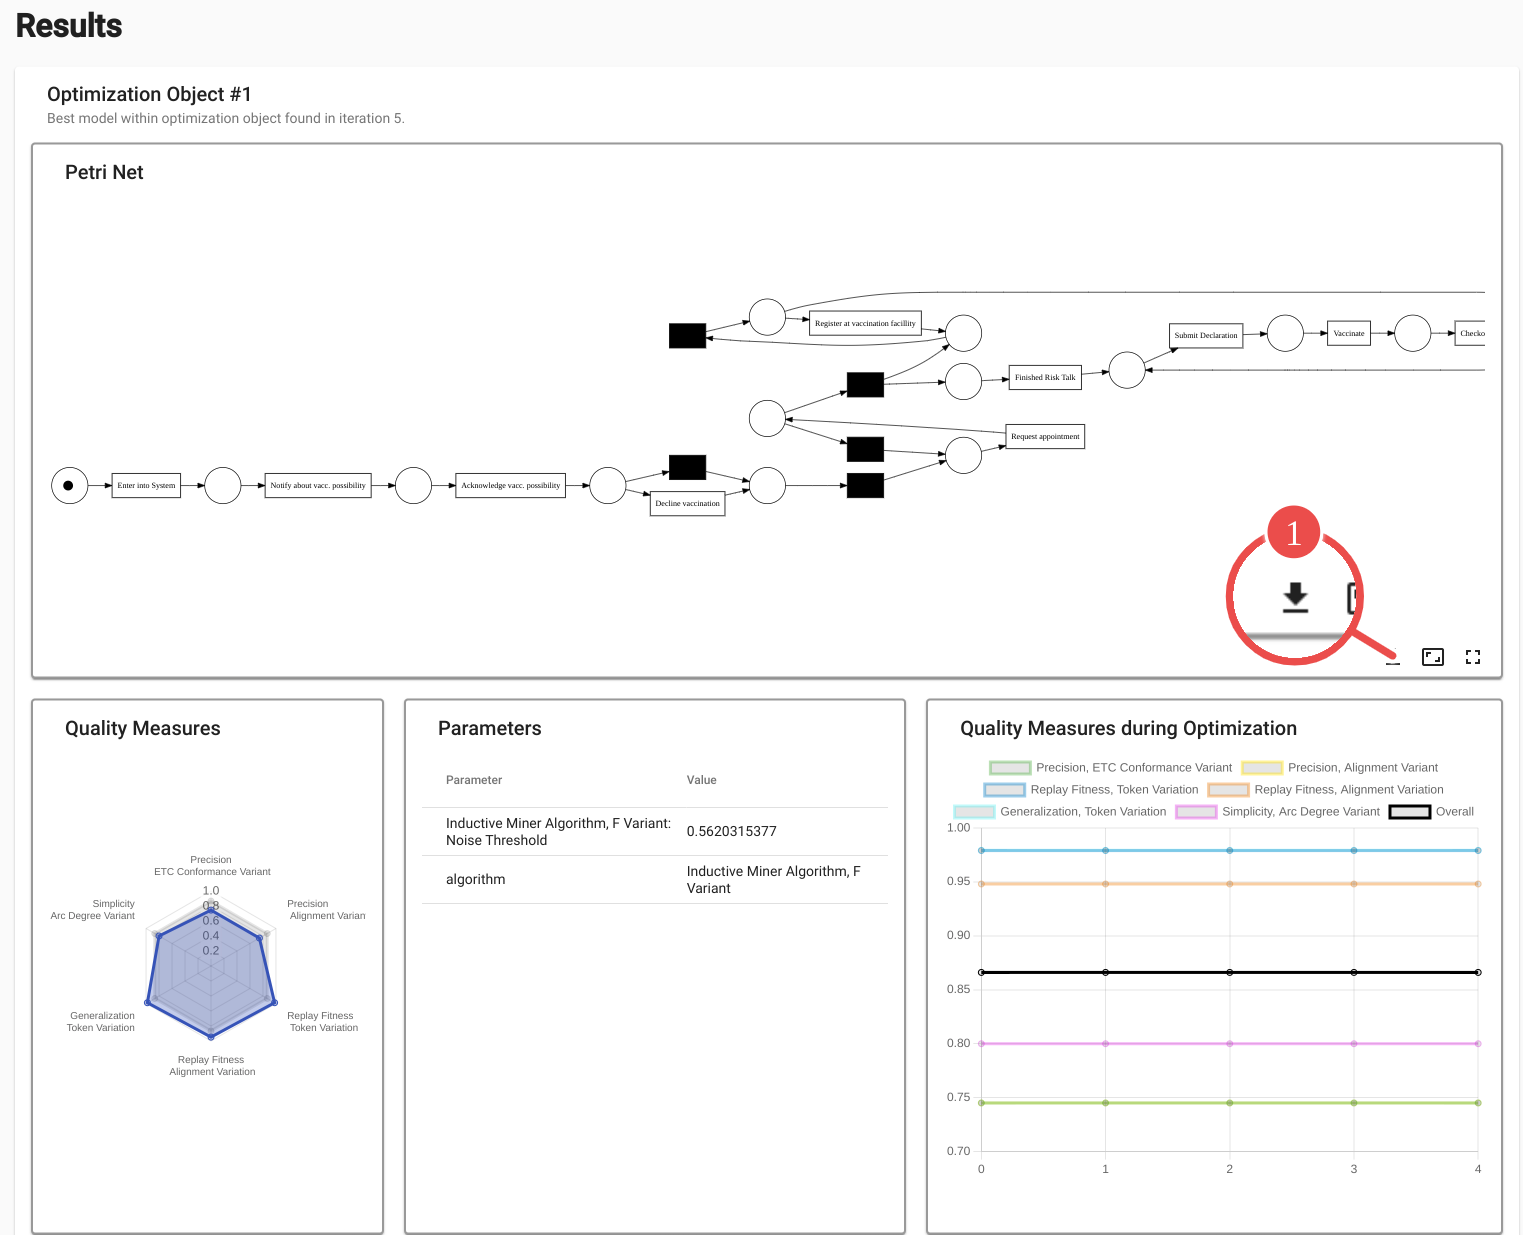 Results
Optimization Object #1
Best model within optimization object found in iteration 5.
Petri Net
Register at vaccination facillity
Submit Declaration
Vaccinate
Checko
Finished Risk Talk
Request appointment
Enter into System
Notify about vacc. possibility
Acknowledge vacc. possibility
Decline vaccination
1
Quality Measures
Precision
ETC Conformance Variant
1.0
0.8
0.6
0.4
0.2
Simplicity
Arc Degree Variant
Precision
Alignment Varian
Generalization
Token Variation
Replay Fitness
Token Variation
Replay Fitness
Alignment Variation
Parameters
Parameter Value
Inductive Miner Algorithm, F Variant:
Noise Threshold
0.5620315377
algorithm
Inductive Miner Algorithm, F
Variant
Quality Measures during Optimization
Precision, ETC Conformance Variant Precision, Alignment Variant
Replay Fitness, Token Variation Replay Fitness, Alignment Variant
Generalization, Token Variation Simplicity, Arc Degree Variant Overall
1.00
0.95
0.90
0.85
0.80
0.75
0.70
0 1 2 3 4